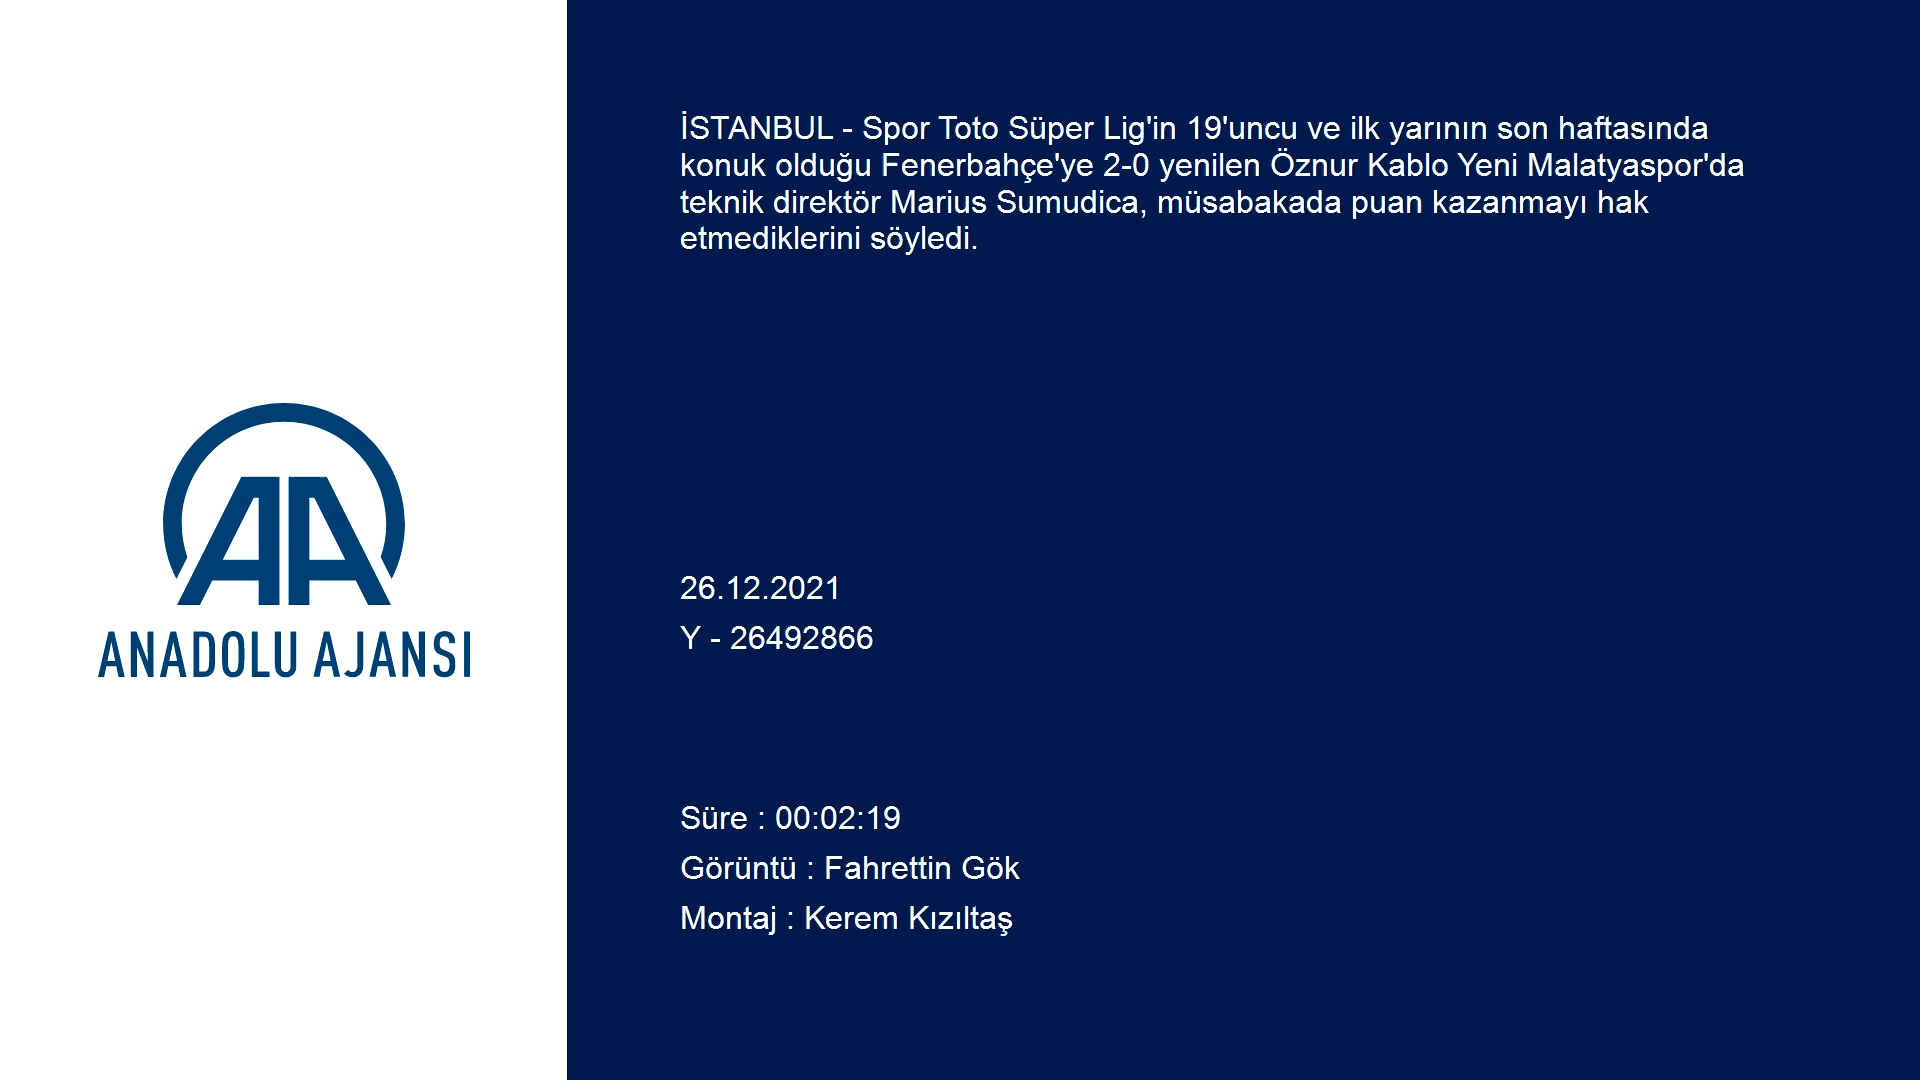 İSTANBUL - Spor Toto Süper Lig'in 19'uncu ve ilk yarının son haftasında
konuk olduğu Fenerbahçe'ye 2-0 yenilen Öznur Kablo Yeni Malatyaspor'da
teknik direktör Marius Sumudica, müsabakada puan kazanmayı hak
etmediklerini söyledi.
AA
ANADOLU AJANSI
26.12.2021
Y - 26492866
Süre : 00:02:19
Görüntü : Fahrettin Gök
Montaj : Kerem Kızıltaş